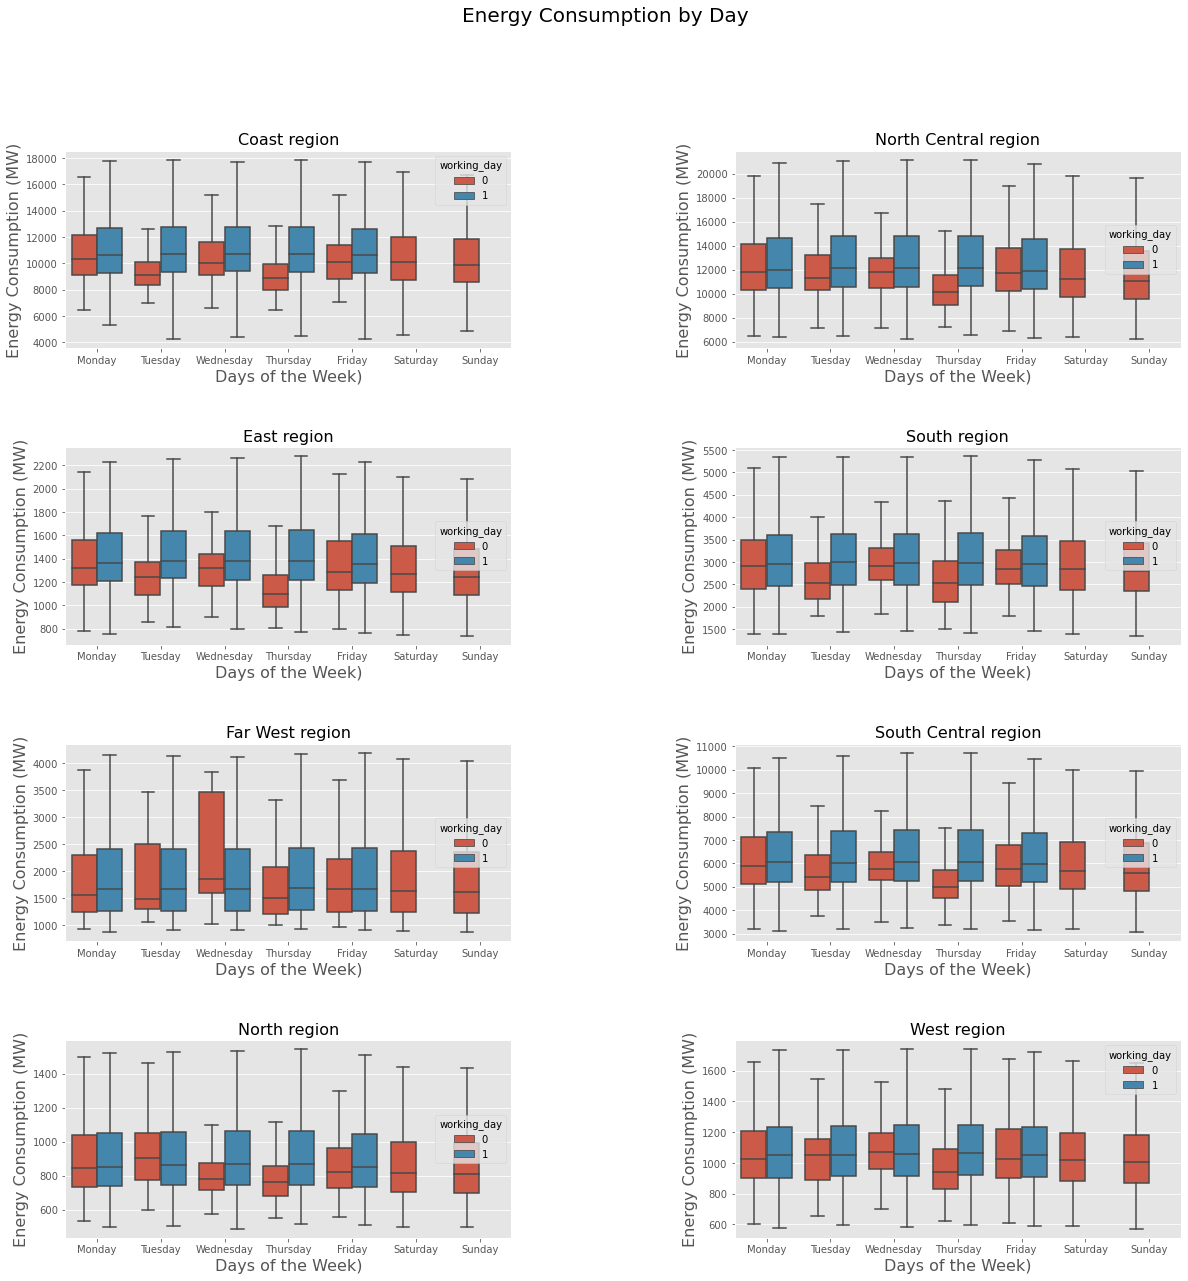 Energy Consumption by Day
Coast region
Energy Consumption (MW)
18000
16000
14000
12000
10000
8000
6000
4000
working_day
0
1
Monday Tuesday Wednesday Thursday Friday Saturday Sunday
Days of the Week)
North Central region
Energy Consumption (MW)
20000
18000
16000
14000
12000
10000
8000
6000
working_day
0
1
Monday Tuesday Wednesday Thursday Friday Saturday Sunday
Days of the Week)
East region
Energy Consumption (MW)
2200
2000
1800
1600
1400
1200
1000
800
working_day
0
1
Monday Tuesday Wednesday Thursday Friday Saturday Sunday
Days of the Week)
South region
Energy Consumption (MW)
5500
5000
4500
4000
3500
3000
2500
2000
1500
working_day
0
1
Monday Tuesday Wednesday Thursday Friday Saturday Sunday
Days of the Week)
Far West region
Energy Consumption (MW)
4000
3500
3000
2500
2000
1500
1000
working_day
0
1
Monday Tuesday Wednesday Thursday Friday Saturday Sunday
Days of the Week)
South Central region
Energy Consumption (MW)
11000
10000
9000
8000
7000
6000
5000
4000
3000
working_day
0
1
Monday Tuesday Wednesday Thursday Friday Saturday Sunday
Days of the Week)
North region
Energy Consumption (MW)
1400
1200
1000
800
600
working_day
0
1
Monday Tuesday Wednesday Thursday Friday Saturday Sunday
Days of the Week)
West region
Energy Consumption (MW)
1600
1400
1200
1000
800
600
working_day
0
1
Monday Tuesday Wednesday Thursday Friday Saturday Sunday
Days of the Week)